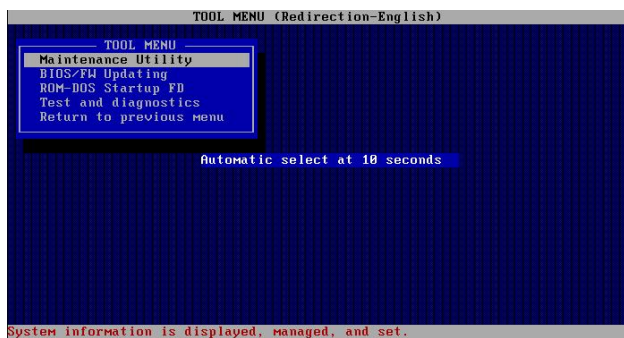 TOOL MENU (Redirection-English)
TOOL MENU
Maintenance Utility
BIOS/FW Updating
ROM-DOS Startup FD
Test and diagnostics
Return to previous menu
Automatic select at 10 seconds
System information is displayed, managed, and set.